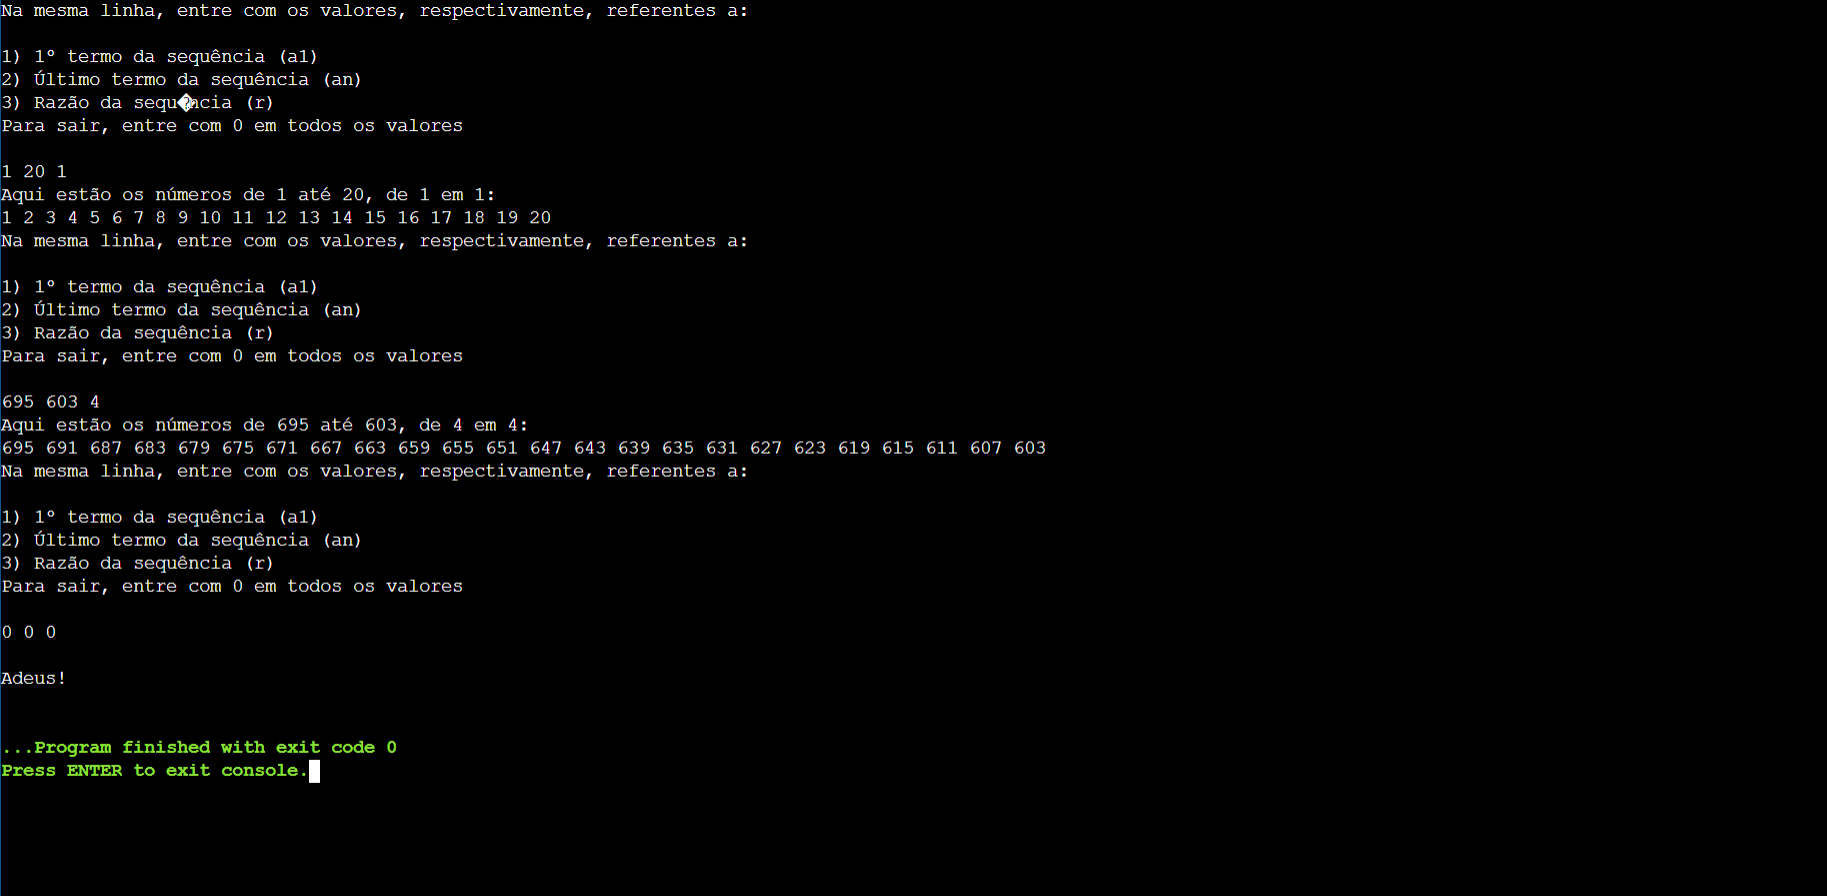 Na mesma linha, entre com os valores, respectivamente, referentes a:
1) 1º termo da sequência (a1)
2) Último termo da sequência (an)
3) Razão da sequ�ncia (r)
Para sair, entre com 0 em todos os valores
1 20 1
Aqui estão os números de 1 até 20, de 1 em 1:
1 2 3 4 5 6 7 8 9 10 11 12 13 14 15 16 17 18 19 20
Na mesma linha, entre com os valores, respectivamente, referentes a:
1) 1º termo da sequência (a1)
2) Último termo da sequência (an)
3) Razão da sequência (r)
Para sair, entre com 0 em todos os valores
695 603 4
Aqui estão os números de 695 até 603, de 4 em 4:
695 691 687 683 679 675 671 667 663 659 655 651 647 643 639 635 631 627 623 619 615 611 607 603
Na mesma linha, entre com os valores, respectivamente, referentes a:
1) 1º termo da sequência (a1)
2) Último termo da sequência (an)
3) Razão da sequência (r)
Para sair, entre com 0 em todos os valores
0 0 0
Adeus!
...Program finished with exit code 0
Press ENTER to exit console.